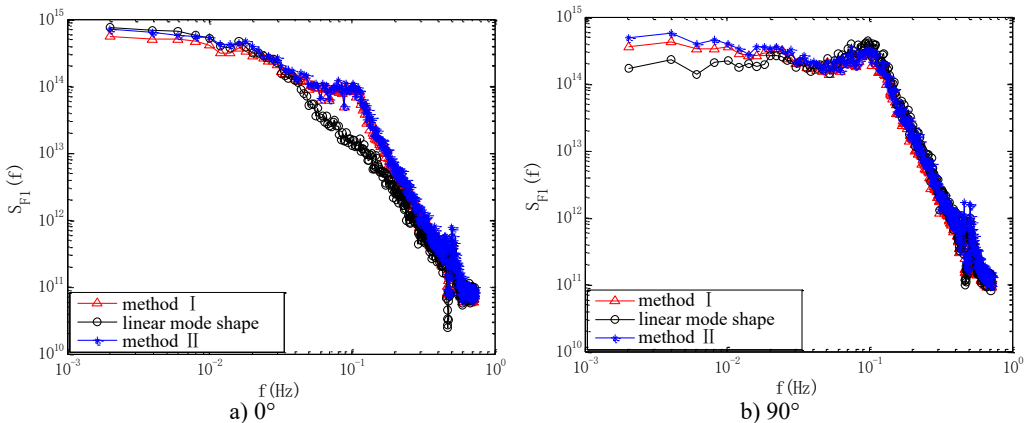 10^15
10^14
10^13
10^12
10^11
10^10
S_F1 (f)
method Ⅰ
linear mode shape
method Ⅱ
10^-3
10^-2
10^-1
10^0
f(Hz)
a) 0°
10^15
10^14
10^13
10^12
10^11
10^10
S_F1 (f)
method Ⅰ
linear mode shape
method Ⅱ
10^-3
10^-2
10^-1
10^0
f(Hz)
b) 90°